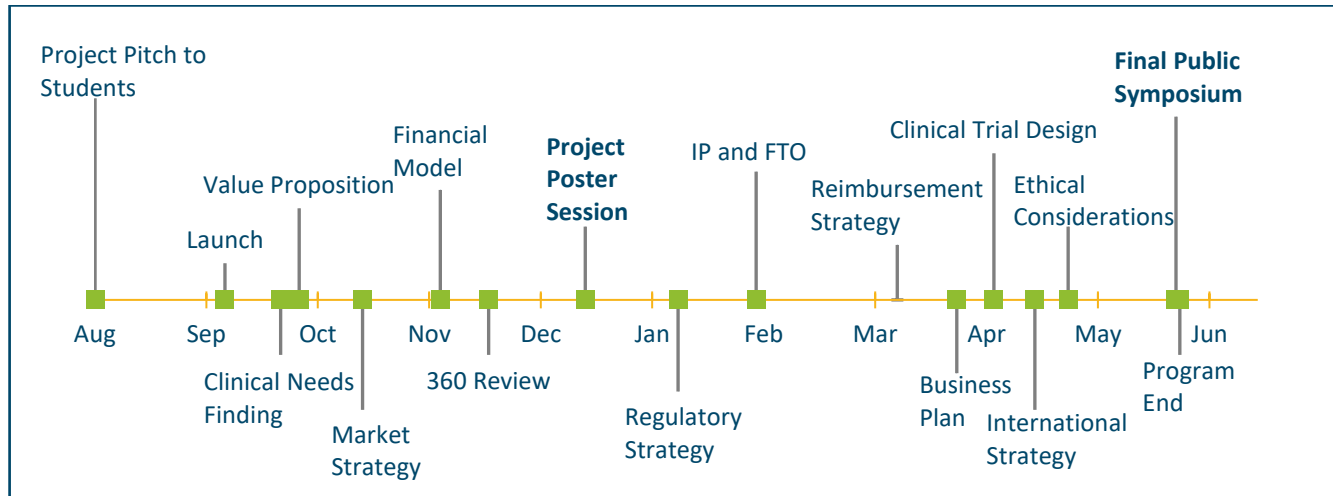 Project Pitch to
Students
Launch
Value Proposition
Financial
Model
Project
Poster
Session
IP and FTO
Reimbursement
Strategy
Clinical Trial Design
Ethical
Considerations
Final Public
Symposium
Aug
Sep
Oct
Nov
Dec
Jan
Feb
Mar
Apr
May
Jun
Clinical Needs
Finding
Market
Strategy
360 Review
Regulatory
Strategy
Business
Plan
International
Strategy
Program
End